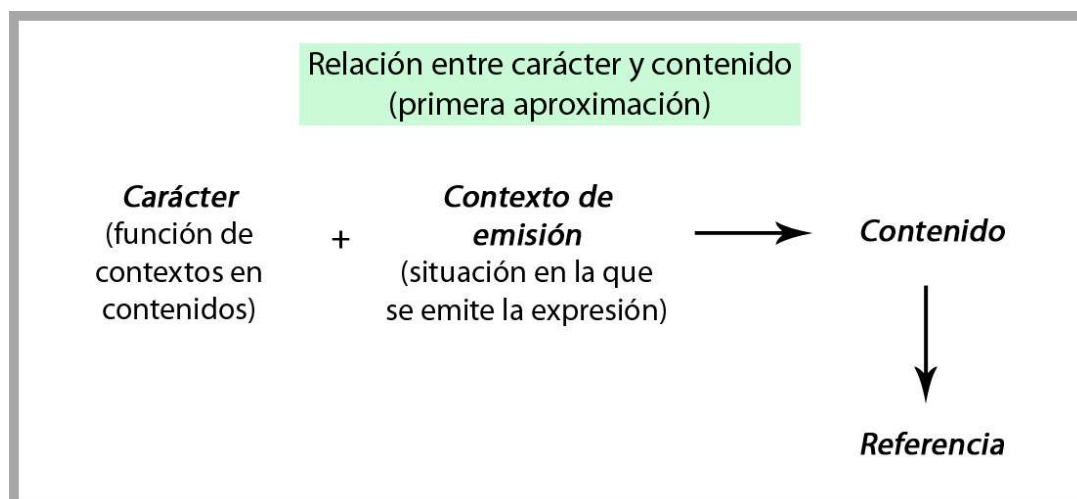 Relación entre carácter y contenido
(primera aproximación)
Carácter
(función de
contextos en
contenidos)
+
Contexto de
emisión
(situación en la que
se emite la expresión)
Contenido
Referencia